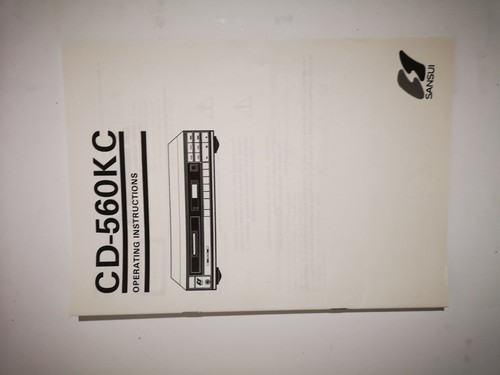 CD-560KC
OPERATING INSTRUCTIONS
SANSUI